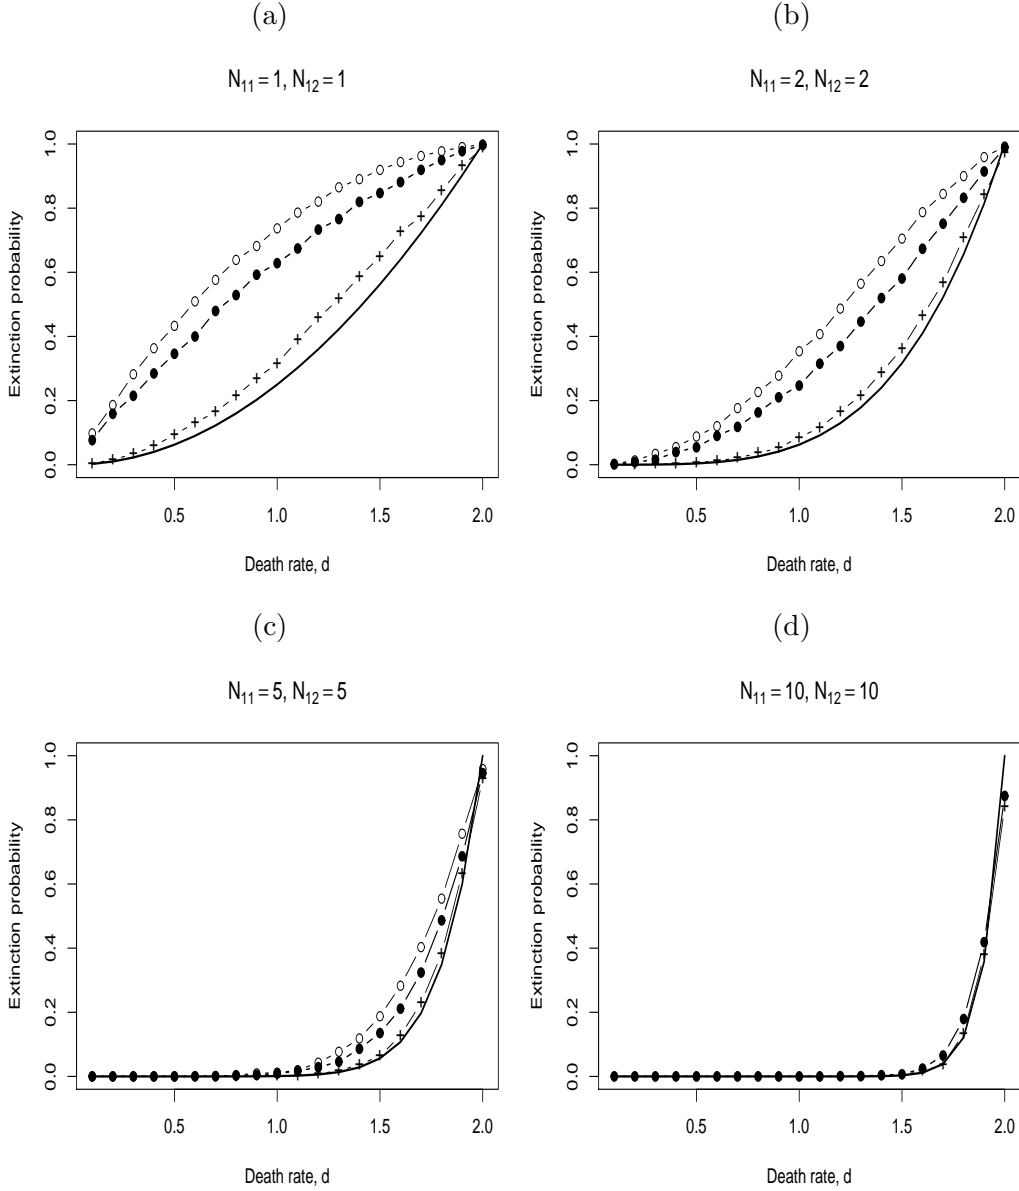 (a)
N11 = 1, N12 = 1
Extinction probability
1.0
0.8
0.6
0.4
0.2
0.0
0.5 1.0 1.5 2.0
Death rate, d
(b)
N11 = 2, N12 = 2
Extinction probability
1.0
0.8
0.6
0.4
0.2
0.0
0.5 1.0 1.5 2.0
Death rate, d
(c)
N11 = 5, N12 = 5
Extinction probability
1.0
0.8
0.6
0.4
0.2
0.0
0.5 1.0 1.5 2.0
Death rate, d
(d)
N11 = 10, N12 = 10
Extinction probability
1.0
0.8
0.6
0.4
0.2
0.0
0.5 1.0 1.5 2.0
Death rate, d